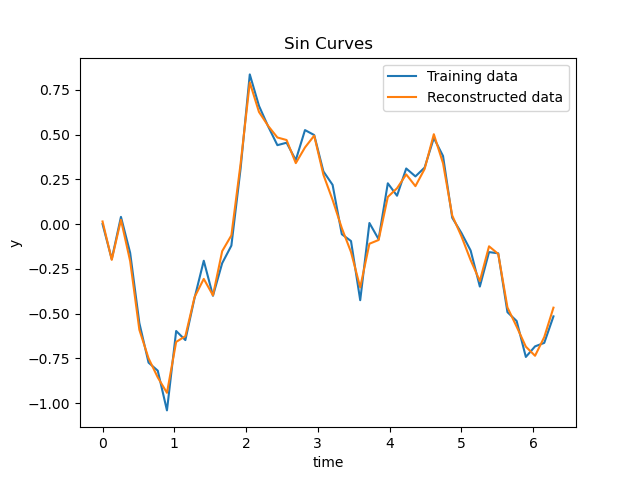 Sin Curves
Training data
Reconstructed data
y
0.75
0.50
0.25
0.00
−0.25
−0.50
−0.75
−1.00
0 1 2 3 4 5 6
time